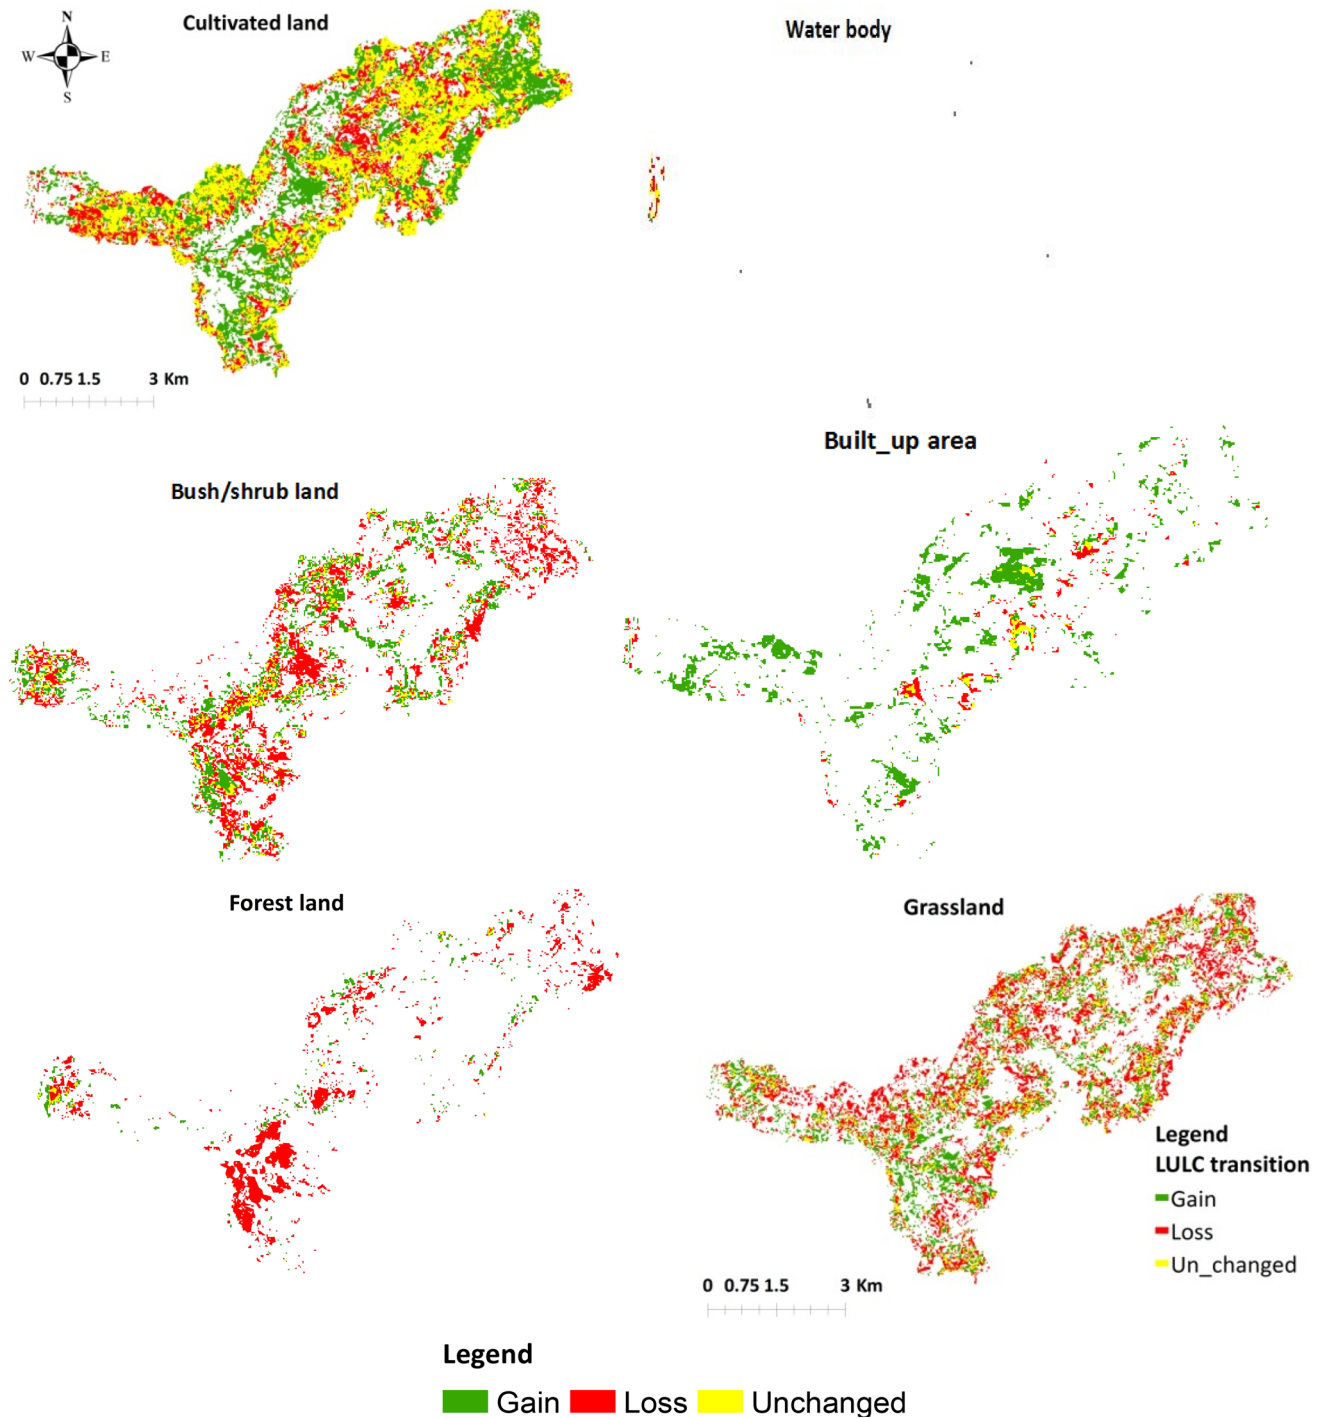 Cultivated land
N
W E
S
0 0.75 1.5 3 Km
Water body
Bush/shrub land
Built_up area
Forest land
Grassland
Legend
LULC transition
Gain
Loss
Un_changed
0 0.75 1.5 3 Km
Legend
Gain Loss Unchanged